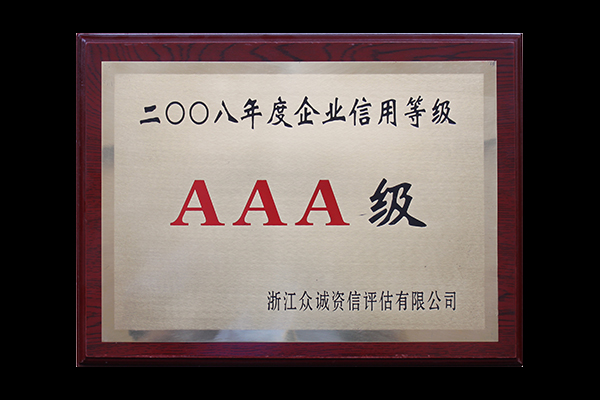 二〇〇八年度企业信用等级
AAA级
浙江众诚资信评估有限公司